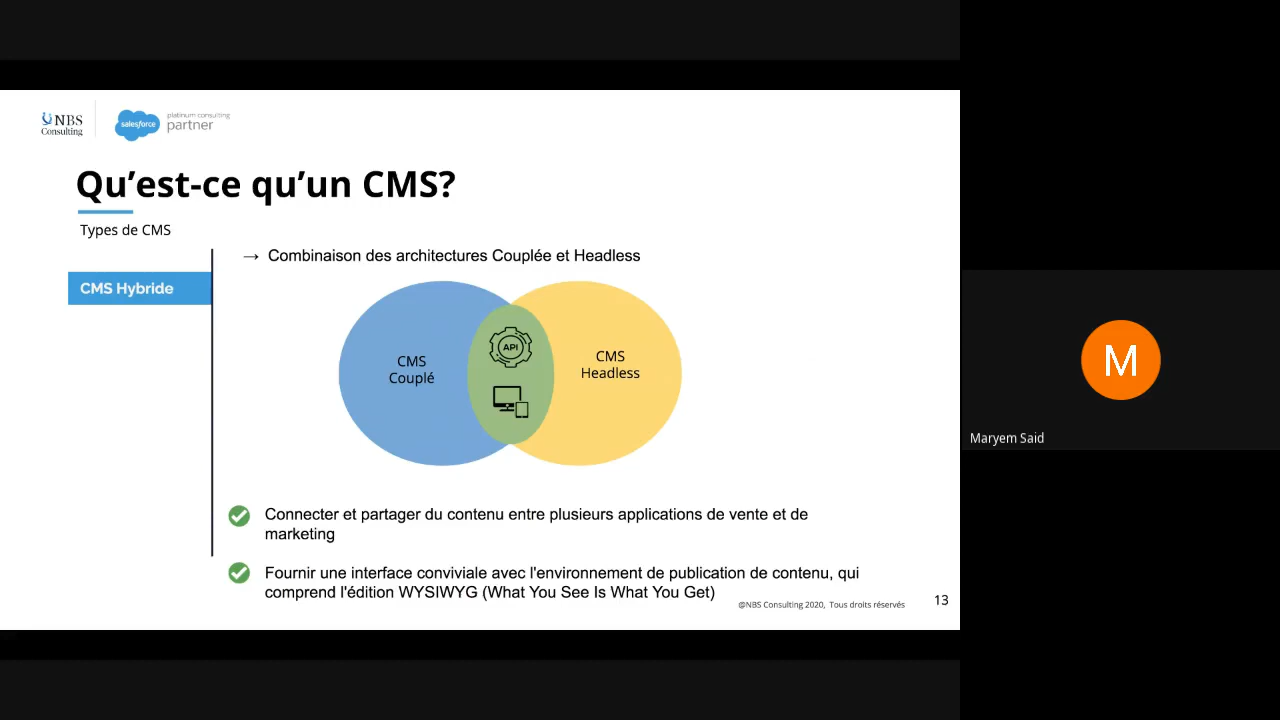 NBS
Consulting
salesforce
platinum consulting
partner
Qu’est-ce qu’un CMS?
Types de CMS
→ Combinaison des architectures Couplée et Headless
CMS Hybride
CMS
Couplé
API
CMS
Headless
Connecter et partager du contenu entre plusieurs applications de vente et de
marketing
Fournir une interface conviviale avec l'environnement de publication de contenu, qui
comprend l'édition WYSIWYG (What You See Is What You Get)
@NBS Consulting 2020, Tous droits réservés
13
M
Maryem Said